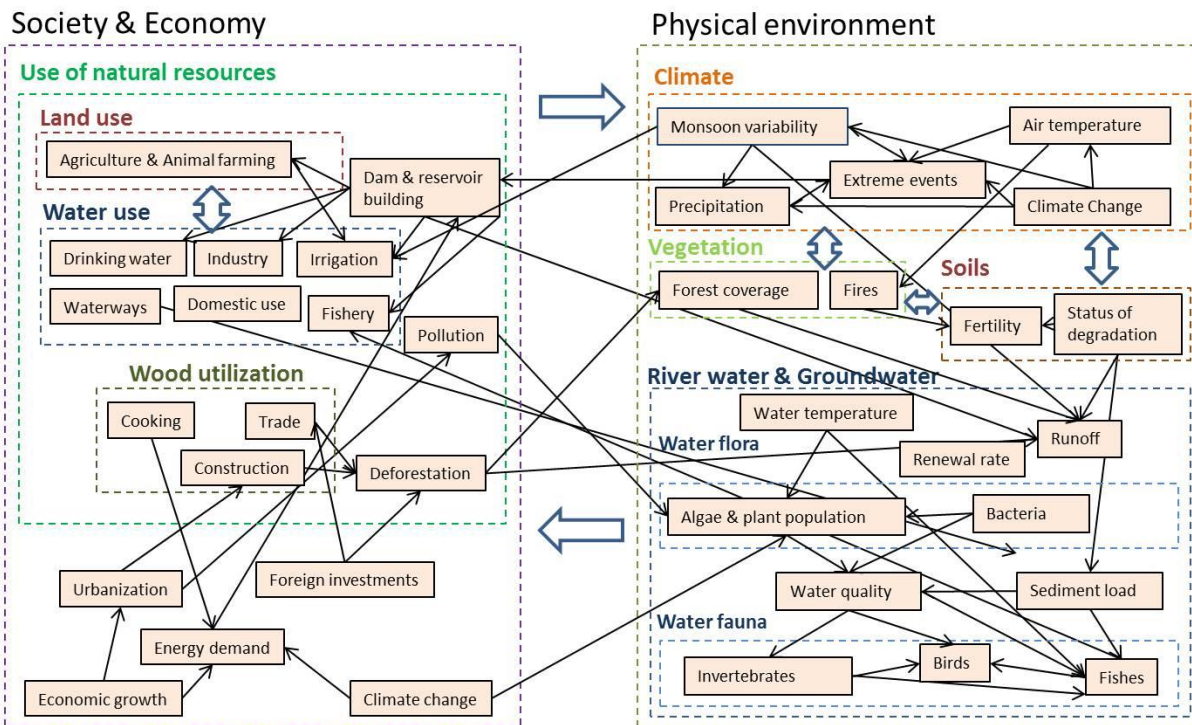 Society & Economy
Use of natural resources
Land use
Agriculture & Animal farming
Dam & reservoir
building
Water use
Drinking water
Industry
Irrigation
Waterways
Domestic use
Fishery
Pollution
Wood utilization
Cooking
Trade
Construction
Deforestation
Urbanization
Foreign investments
Energy demand
Economic growth
Climate change
Physical environment
Climate
Monsoon variability
Air temperature
Extreme events
Precipitation
Climate Change
Vegetation
Forest coverage
Fires
Soils
Fertility
Status of
degradation
River water & Groundwater
Water temperature
Runoff
Water flora
Renewal rate
Algae & plant population
Bacteria
Water quality
Sediment load
Water fauna
Invertebrates
Birds
Fishes